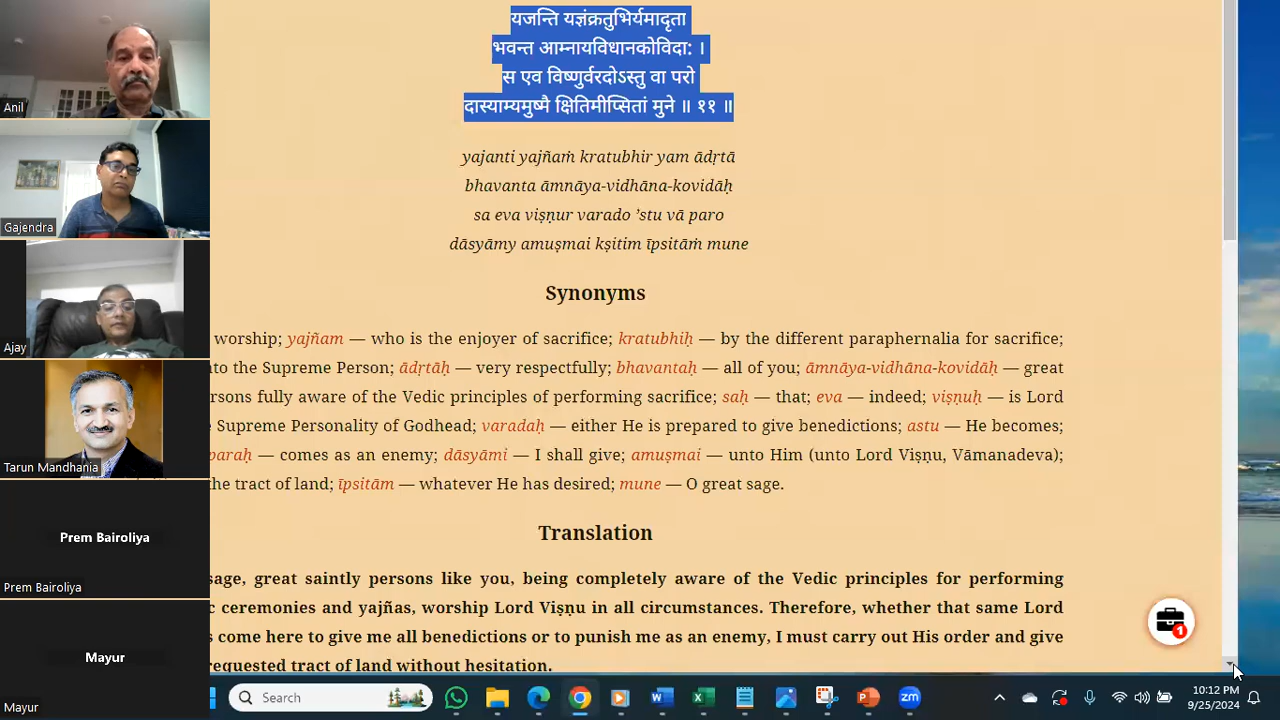 Anil
Gajendra
Ajay
Tarun Mandhania
Prem Bairoliya
Prem Bairoliya
Mayur
Mayur
यजन्ति यज्ञंक्रतुभिर्यमादृता
भवन्त आम्नायविधानकोविदा: ।
स एव विष्णुर्वरदोऽस्तु वा परो
दास्याम्यमुष्मै क्षितिमीप्सितां मुने ॥ ११ ॥
yajanti yajñaṁ kratubhir yam ādṛtā
bhavanta āmnāya-vidhāna-kovidāḥ
sa eva viṣṇur varado ’stu vā paro
dāsyāmy amuṣmai kṣitim īpsitāṁ mune
Synonyms
worship; yajñam — who is the enjoyer of sacrifice; kratubhiḥ — by the different paraphernalia for sacrifice;
to the Supreme Person; ādṛtāḥ — very respectfully; bhavantaḥ — all of you; āmnāya-vidhāna-kovidāḥ — great
rsons fully aware of the Vedic principles of performing sacrifice; saḥ — that; eva — indeed; viṣṇuḥ — is Lord
Supreme Personality of Godhead; varadaḥ — either He is prepared to give benedictions; astu — He becomes;
paraḥ — comes as an enemy; dāsyāmi — I shall give; amuṣmai — unto Him (unto Lord Viṣṇu, Vāmanadeva);
he tract of land; īpsitām — whatever He has desired; mune — O great sage.
Translation
sage, great saintly persons like you, being completely aware of the Vedic principles for performing
c ceremonies and yajñas, worship Lord Viṣṇu in all circumstances. Therefore, whether that same Lord
s come here to give me all benedictions or to punish me as an enemy, I must carry out His order and give
requested tract of land without hesitation.
1
Search
10:12 PM
9/25/2024